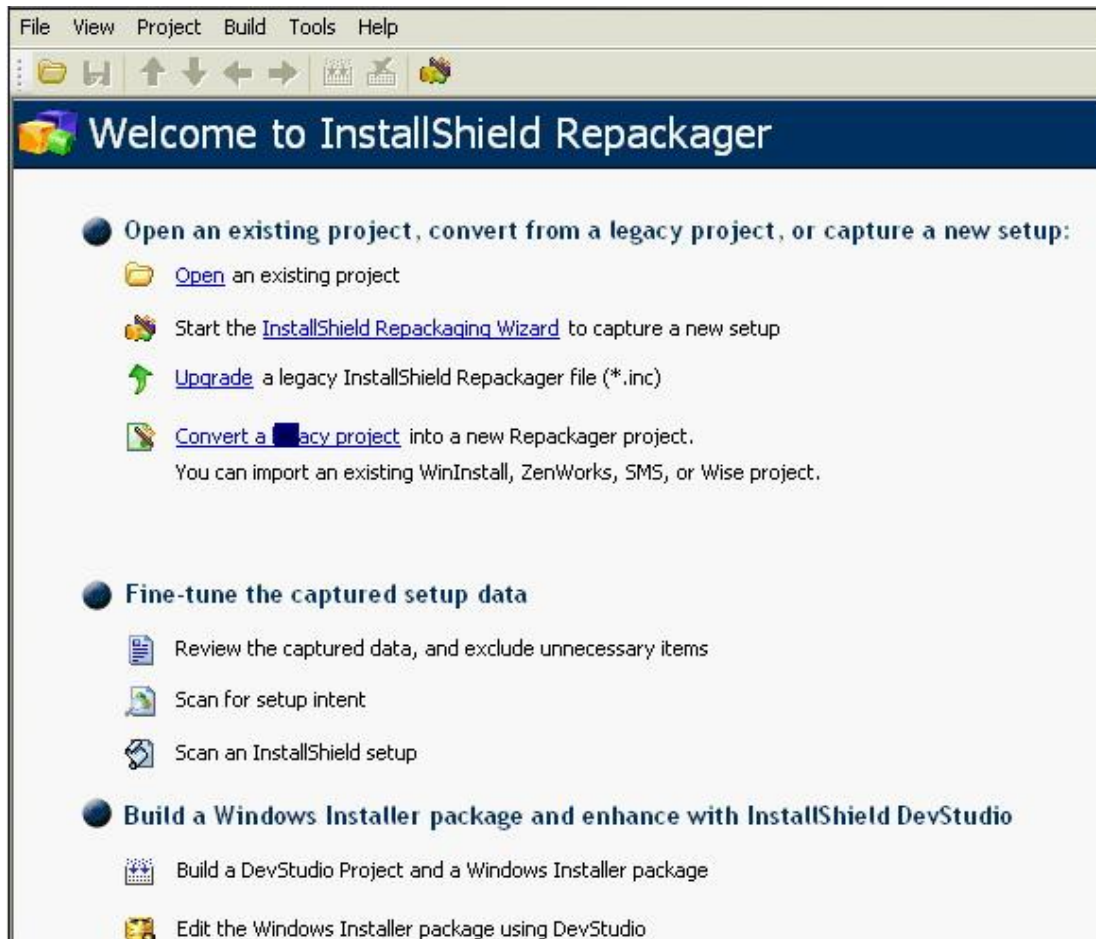 File View Project Build Tools Help
Welcome to InstallShield Repackager
Open an existing project, convert from a legacy project, or capture a new setup:
Open an existing project
Start the InstallShield Repackaging Wizard to capture a new setup
Upgrade a legacy InstallShield Repackager file (*.inc)
Convert a project into a new Repackager project.
You can import an existing WinInstall, ZenWorks, SMS, or Wise project.
Fine-tune the captured setup data
Review the captured data, and exclude unnecessary items
Scan for setup intent
Scan an InstallShield setup
Build a Windows Installer package and enhance with InstallShield DevStudio
Build a DevStudio Project and a Windows Installer package
Edit the Windows Installer package using DevStudio